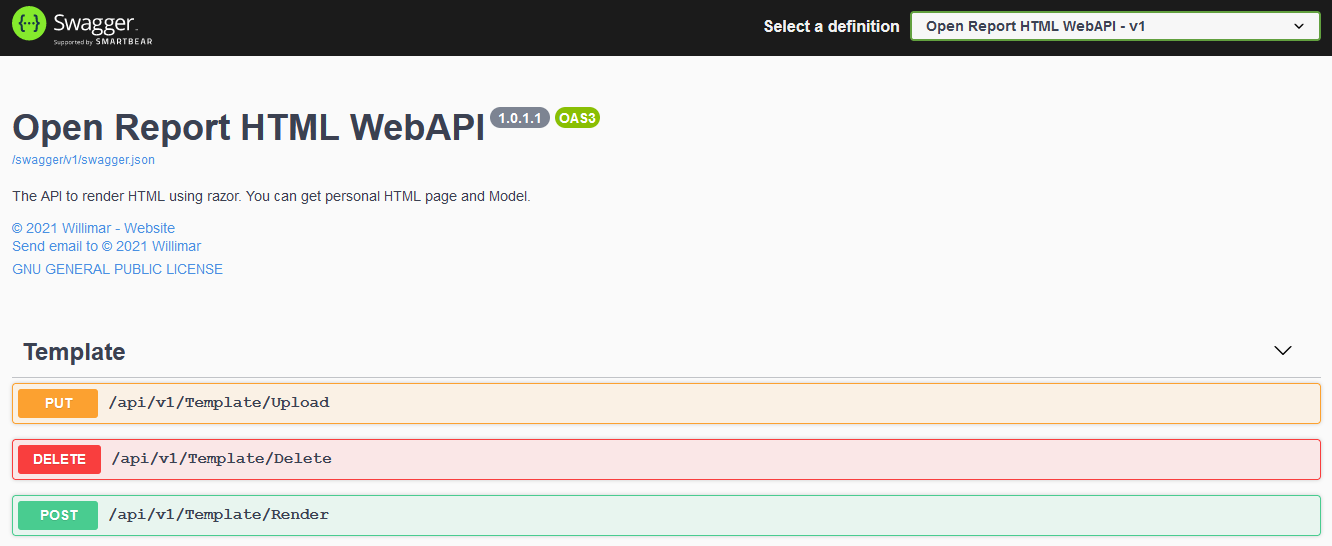 Swagger.
Supported by SMARTBEAR
Select a definition
Open Report HTML WebAPI - v1
Open Report HTML WebAPI 1.0.1.1 OAS3
/swagger/v1/swagger.json
The API to render HTML using razor. You can get personal HTML page and Model.
© 2021 Willimar - Website
Send email to © 2021 Willimar
GNU GENERAL PUBLIC LICENSE
Template
PUT /api/v1/Template/Upload
DELETE /api/v1/Template/Delete
POST /api/v1/Template/Render